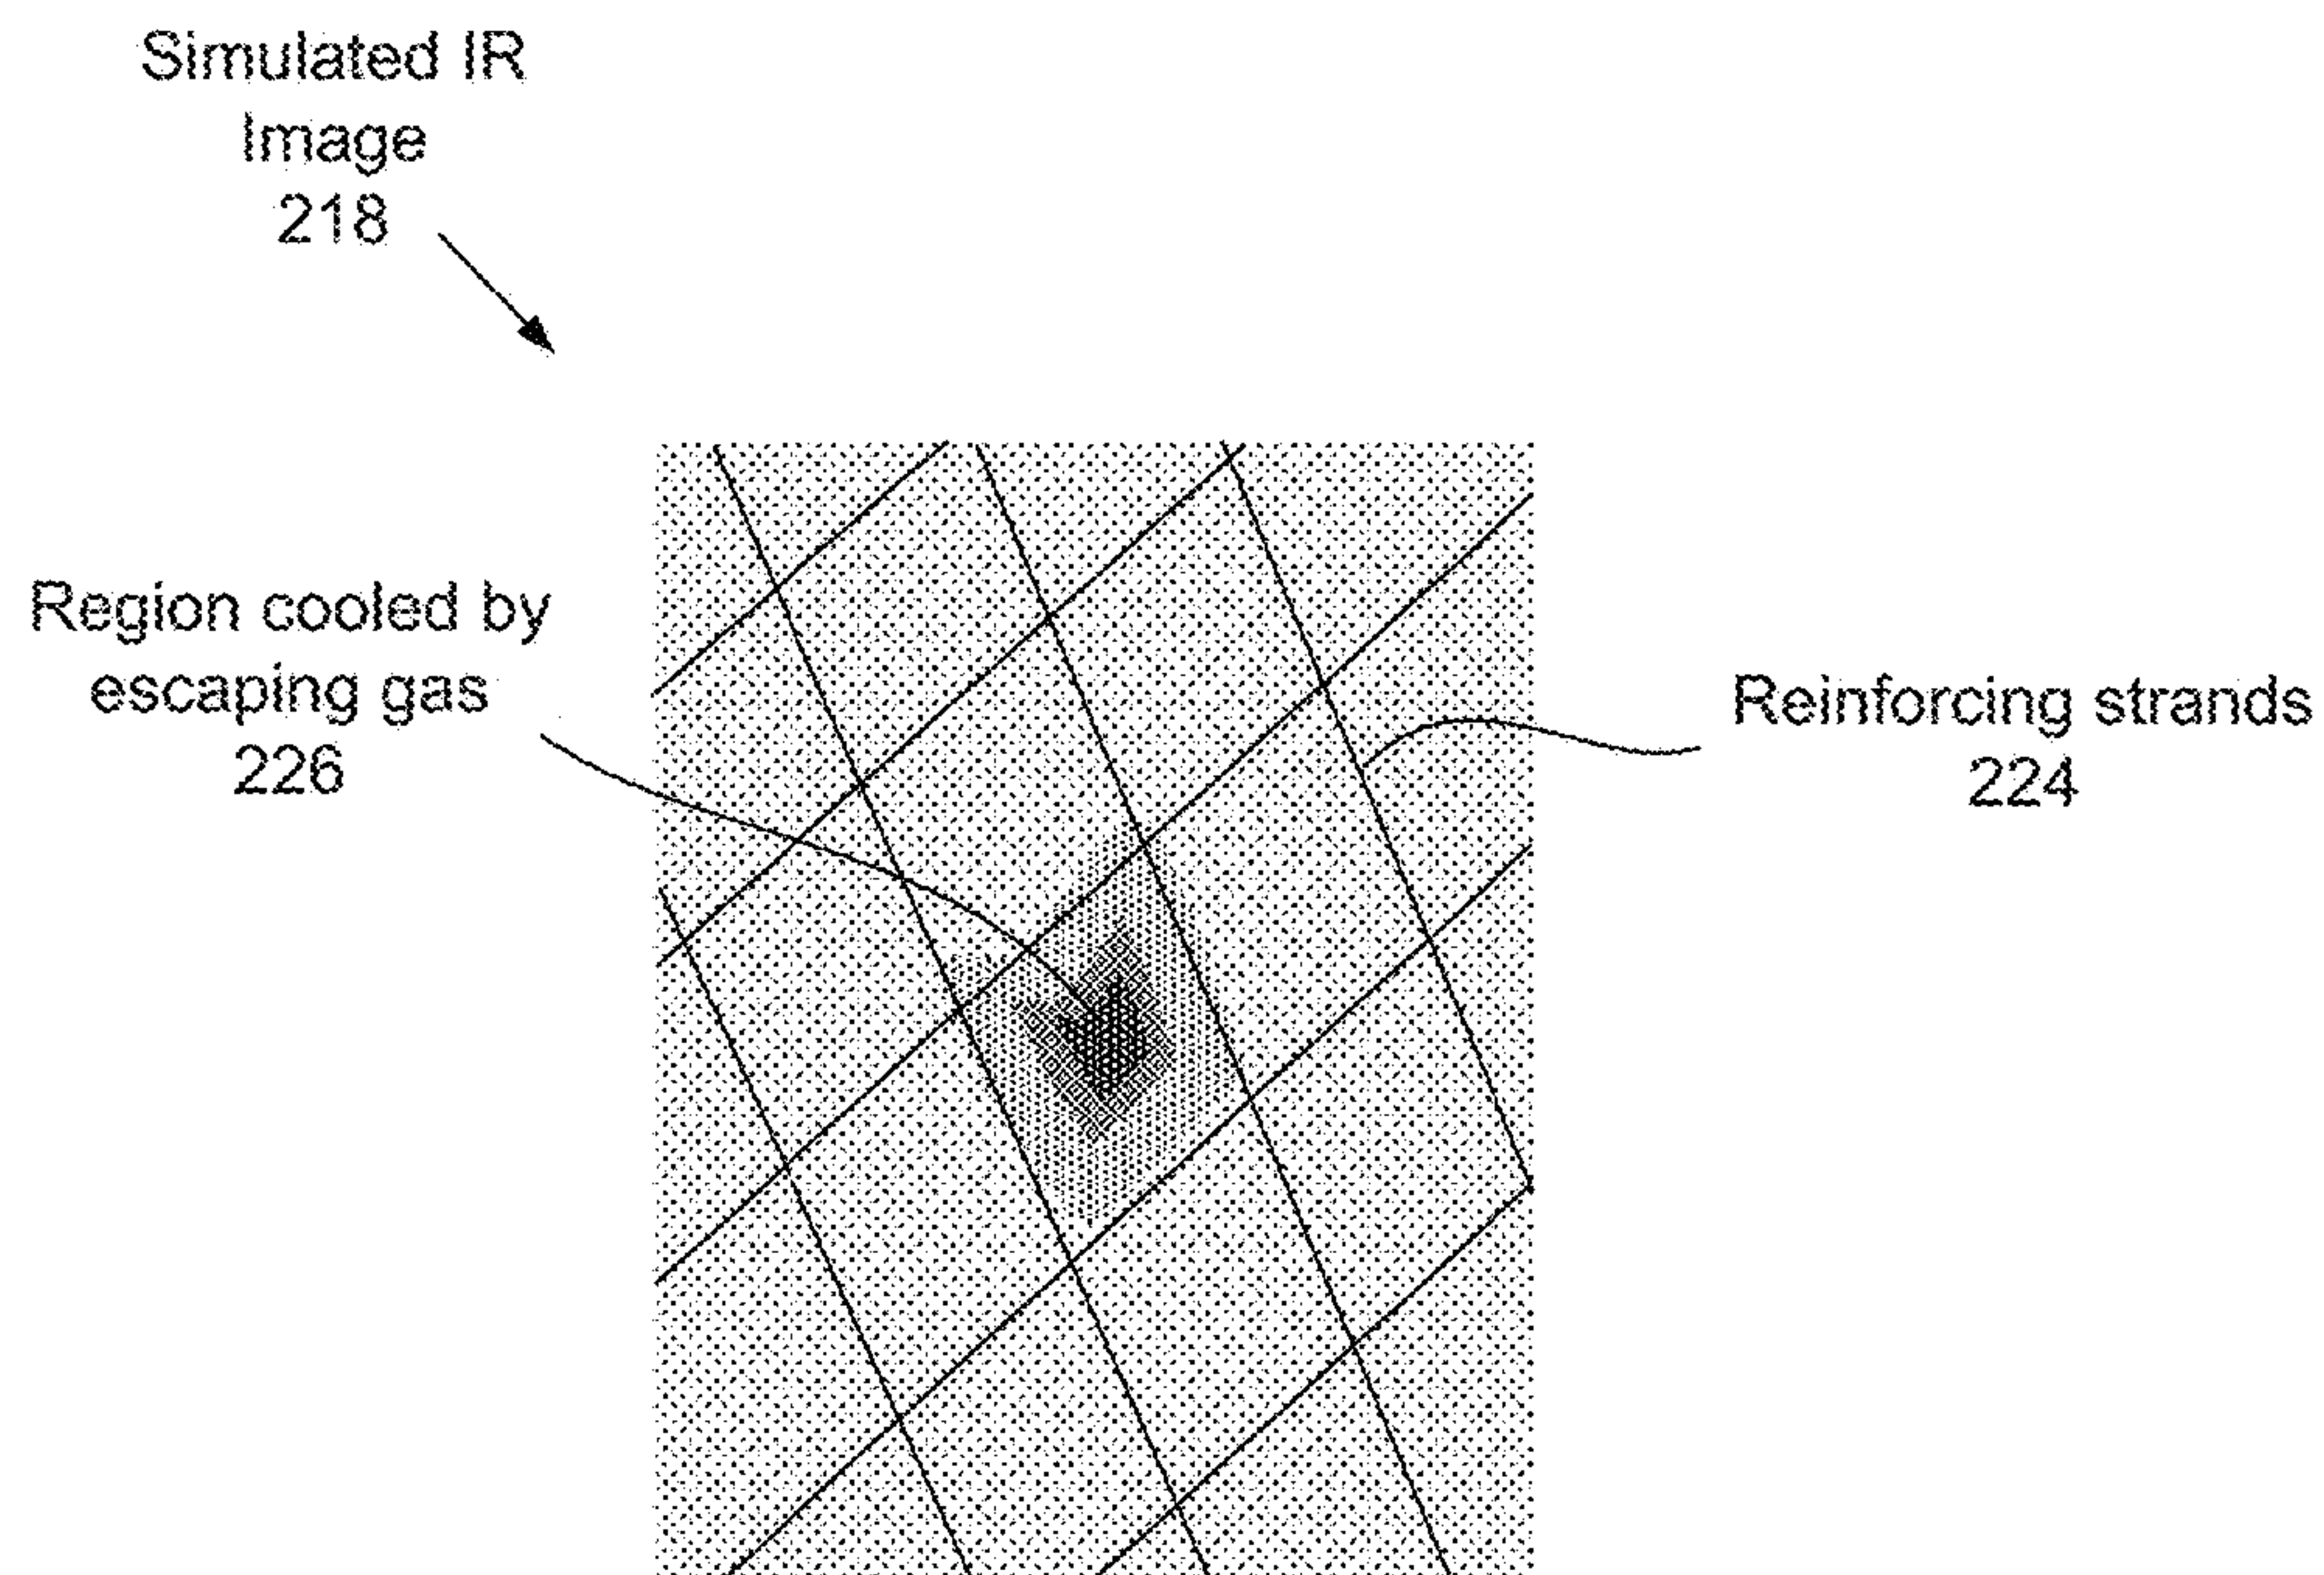 Simulated IR
Image
218
Region cooled by
escaping gas
226
Reinforcing strands
224